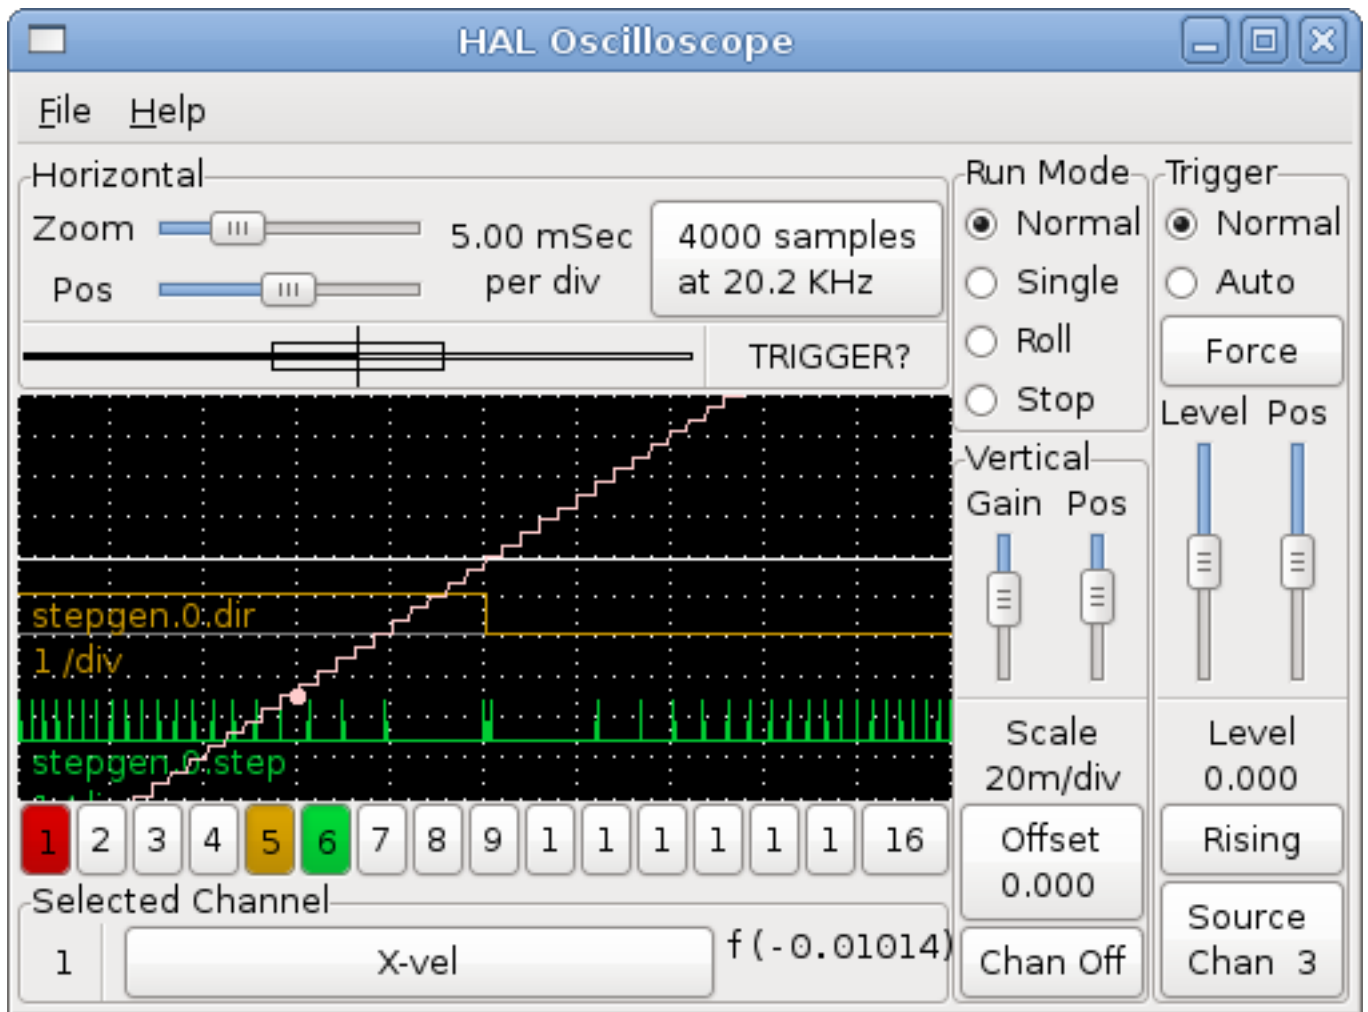 HAL Oscilloscope
File Help
Horizontal
Zoom
Pos
5.00 mSec
per div
4000 samples
at 20.2 KHz
TRIGGER?
Run Mode
Normal
Single
Roll
Stop
Trigger
Normal
Auto
Force
Level Pos
Vertical
Gain Pos
stepgen.0.dir
1 /div
stepgen.0.step
Scale
20m/div
Offset
0.000
Chan Off
Level
0.000
Rising
Source
Chan 3
1 2 3 4 5 6 7 8 9 1 1 1 1 1 1 16
Selected Channel
1 X-vel f(-0.01014)